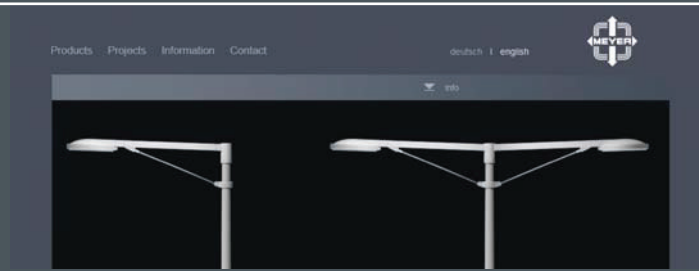 Products Projects Information Contact
deutsch I english
MEYER
Info